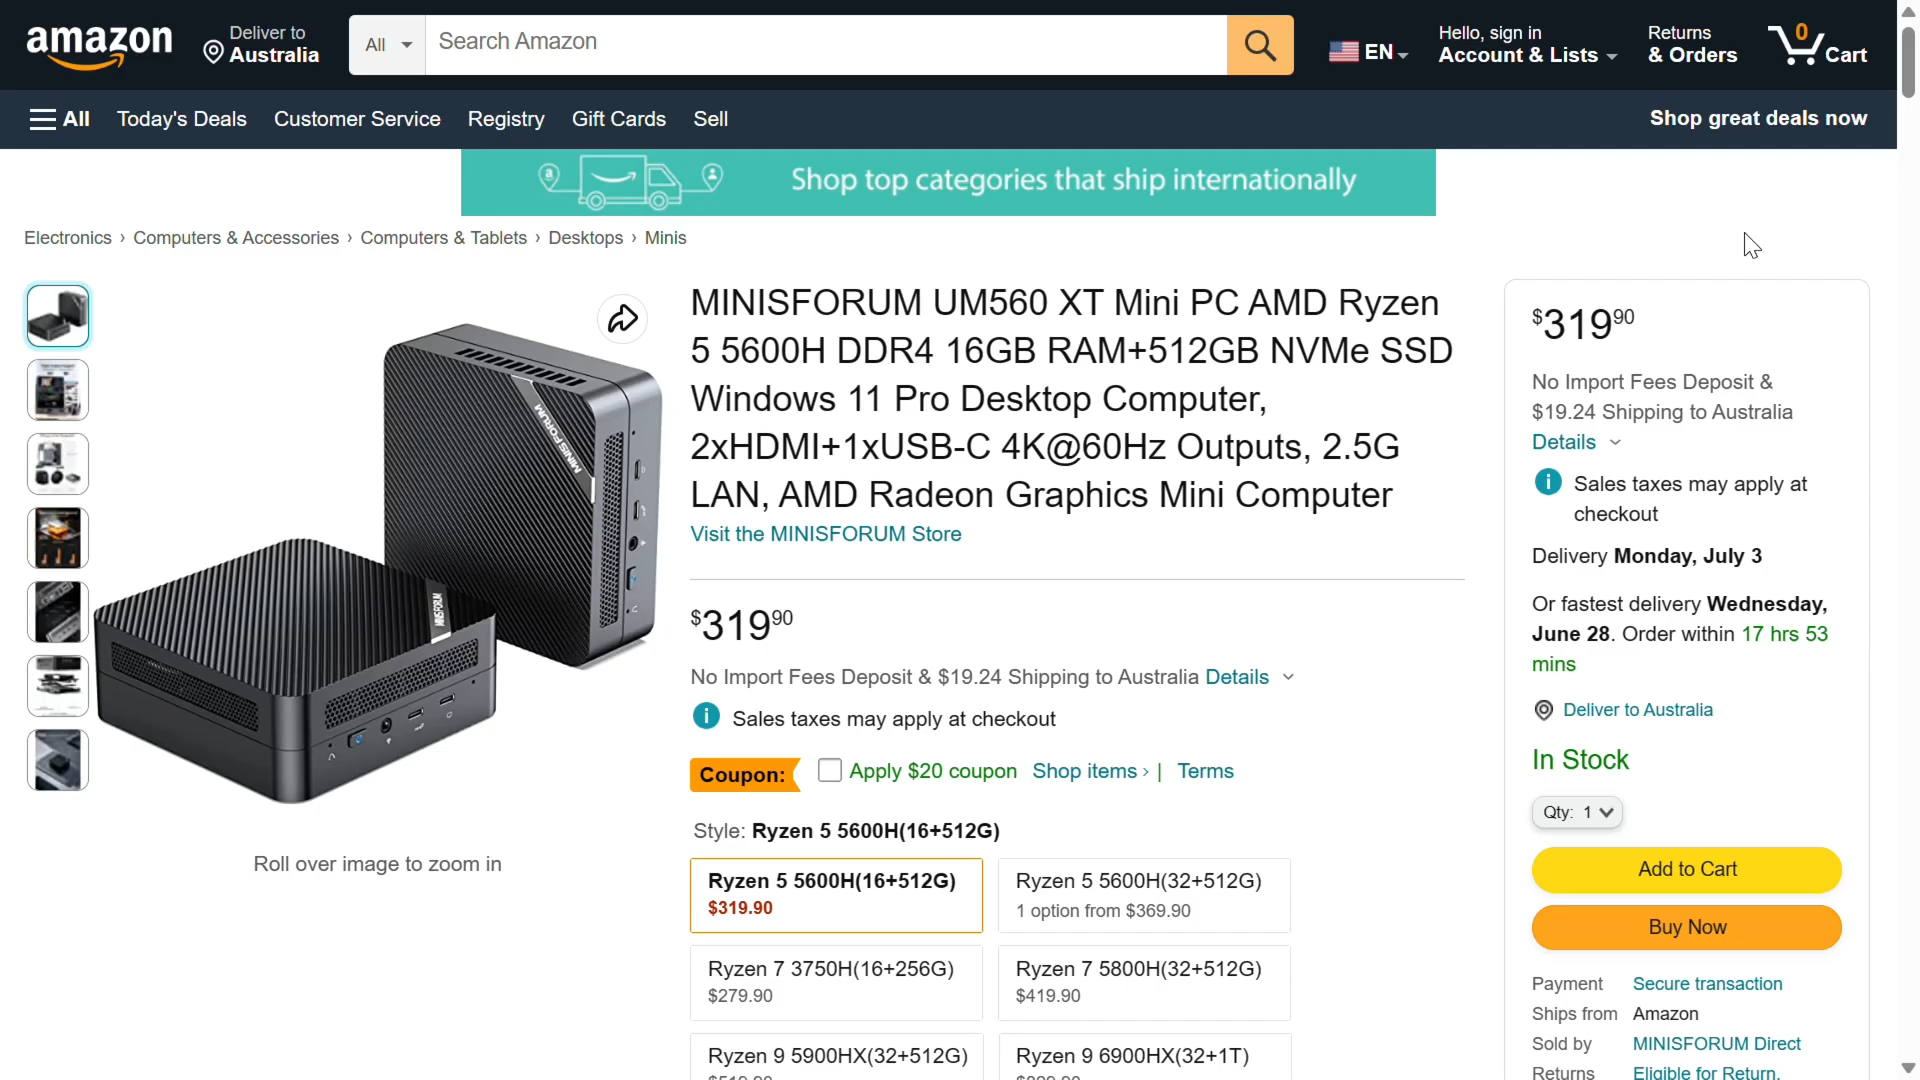 amazon
Deliver to
Australia
All
Search Amazon
EN
Hello, sign in
Account & Lists
Returns
& Orders
0
Cart
All
Today's Deals
Customer Service
Registry
Gift Cards
Sell
Shop great deals now
Shop top categories that ship internationally
Electronics › Computers & Accessories › Computers & Tablets › Desktops › Minis
MINISFORUM
MINISFORUM
Roll over image to zoom in
MINISFORUM UM560 XT Mini PC AMD Ryzen
5 5600H DDR4 16GB RAM+512GB NVMe SSD
Windows 11 Pro Desktop Computer,
2xHDMI+1xUSB-C 4K@60Hz Outputs, 2.5G
LAN, AMD Radeon Graphics Mini Computer
Visit the MINISFORUM Store
$31990
No Import Fees Deposit & $19.24 Shipping to Australia Details
Sales taxes may apply at checkout
Coupon: Apply $20 coupon Shop items › | Terms
Style: Ryzen 5 5600H(16+512G)
Ryzen 5 5600H(16+512G)
$319.90
Ryzen 5 5600H(32+512G)
1 option from $369.90
Ryzen 7 3750H(16+256G)
$279.90
Ryzen 7 5800H(32+512G)
$419.90
Ryzen 9 5900HX(32+512G)
Ryzen 9 6900HX(32+1T)
$31990
No Import Fees Deposit &
$19.24 Shipping to Australia
Details
Sales taxes may apply at
checkout
Delivery Monday, July 3
Or fastest delivery Wednesday,
June 28. Order within 17 hrs 53
mins
Deliver to Australia
In Stock
Qty: 1
Add to Cart
Buy Now
Payment Secure transaction
Ships from Amazon
Sold by MINISFORUM Direct
Returns Eligible for Return,